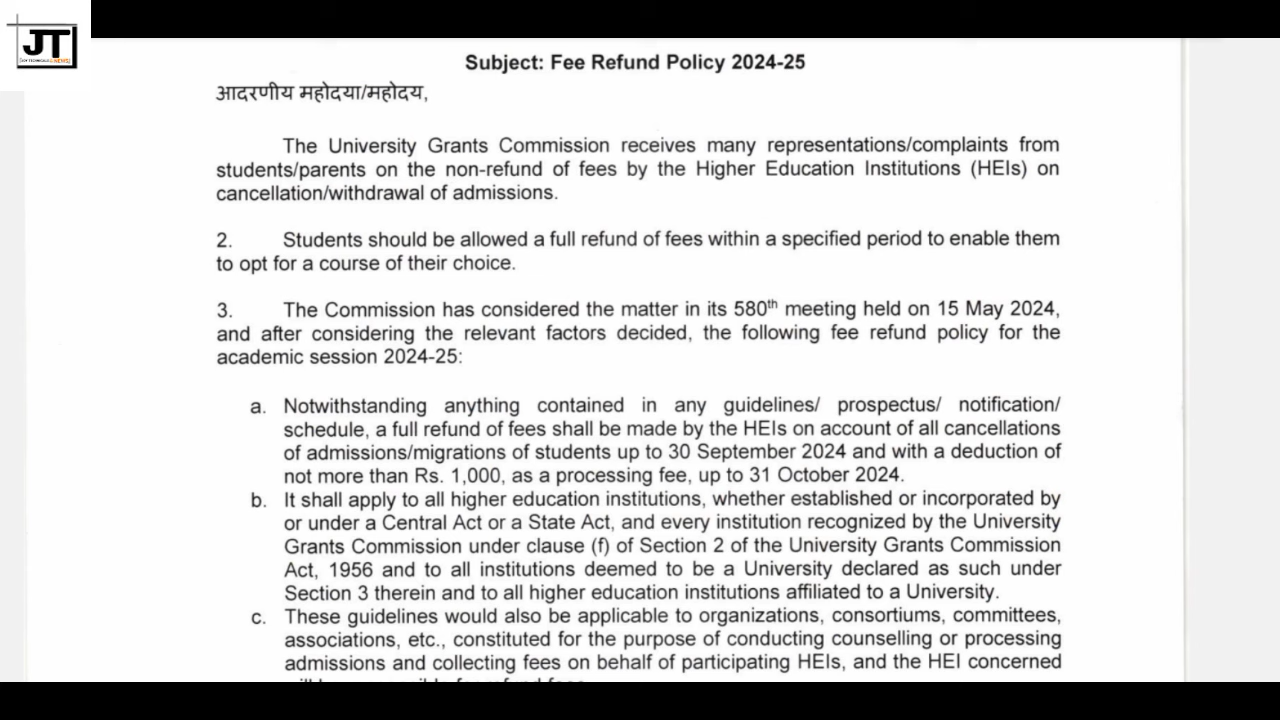 JT
Subject: Fee Refund Policy 2024-25
आदरणीय महोदया/महोदय,
The University Grants Commission receives many representations/complaints from
students/parents on the non-refund of fees by the Higher Education Institutions (HEIs) on
cancellation/withdrawal of admissions.
2. Students should be allowed a full refund of fees within a specified period to enable them
to opt for a course of their choice.
3. The Commission has considered the matter in its 580th meeting held on 15 May 2024,
and after considering the relevant factors decided, the following fee refund policy for the
academic session 2024-25:
a. Notwithstanding anything contained in any guidelines/ prospectus/ notification/
schedule, a full refund of fees shall be made by the HEIs on account of all cancellations
of admissions/migrations of students up to 30 September 2024 and with a deduction of
not more than Rs. 1,000, as a processing fee, up to 31 October 2024.
b. It shall apply to all higher education institutions, whether established or incorporated by
or under a Central Act or a State Act, and every institution recognized by the University
Grants Commission under clause (f) of Section 2 of the University Grants Commission
Act, 1956 and to all institutions deemed to be a University declared as such under
Section 3 therein and to all higher education institutions affiliated to a University.
c. These guidelines would also be applicable to organizations, consortiums, committees,
associations, etc., constituted for the purpose of conducting counselling or processing
admissions and collecting fees on behalf of participating HEIs, and the HEI concerned